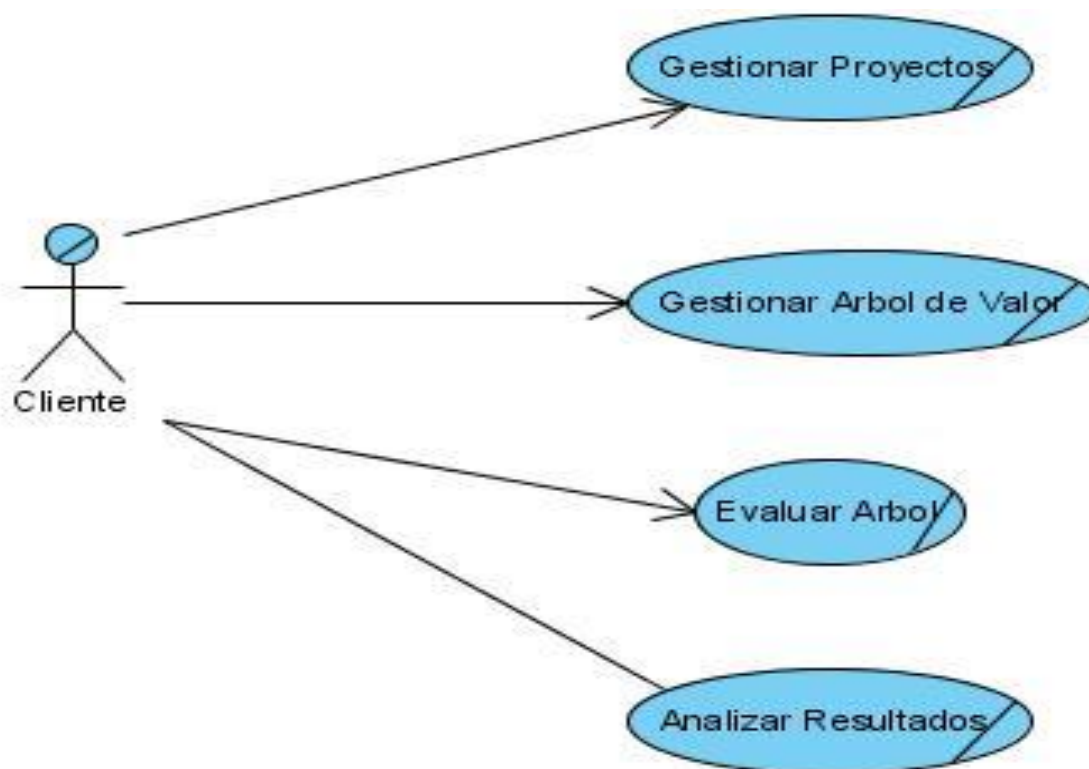 Gestionar Proyectos
Gestionar Arbol de Valor
Cliente
Evaluar Arbol
Analizar Resultados